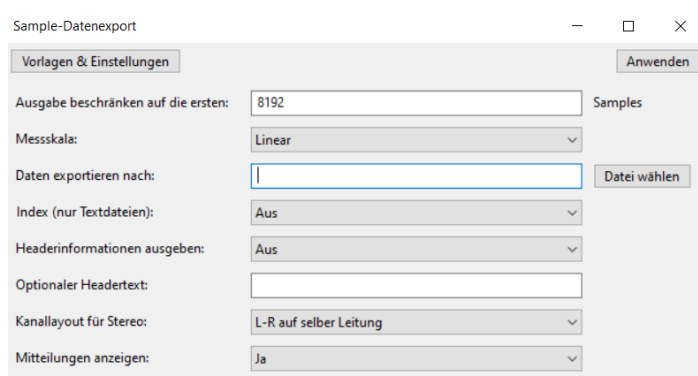 Sample-Datenexport
Vorlagen & Einstellungen Anwenden
Ausgabe beschränken auf die ersten: 8192 Samples
Messskala: Linear
Daten exportieren nach: Datei wählen
Index (nur Textdateien): Aus
Headerinformationen ausgeben: Aus
Optionaler Headertext:
Kanallayout für Stereo: L-R auf selber Leitung
Mitteilungen anzeigen: Ja